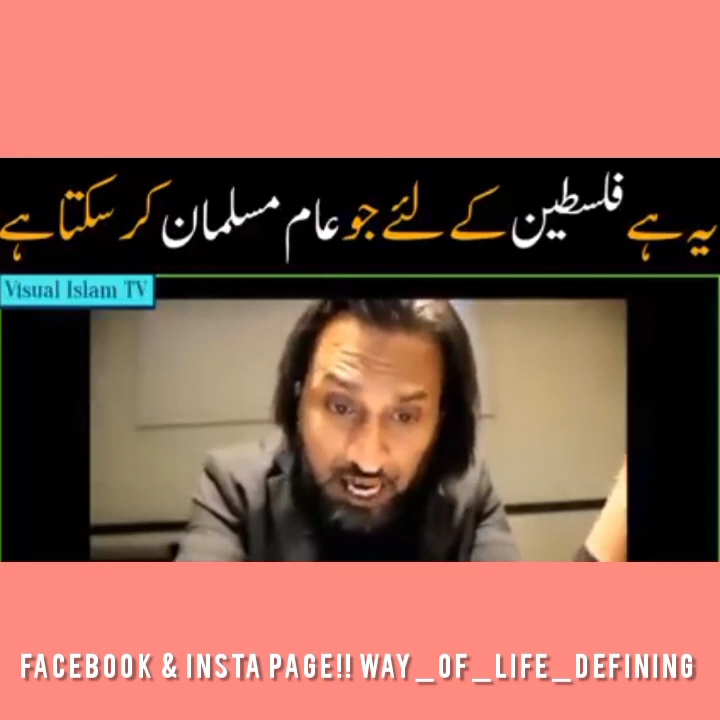 یہ ہے فلسطین کے لئے جو عام مسلمان کر سکتا ہے
Visual Islam TV
FACEBOOK & INSTA PAGE!! WAY_OF_LIFE_DEFINING